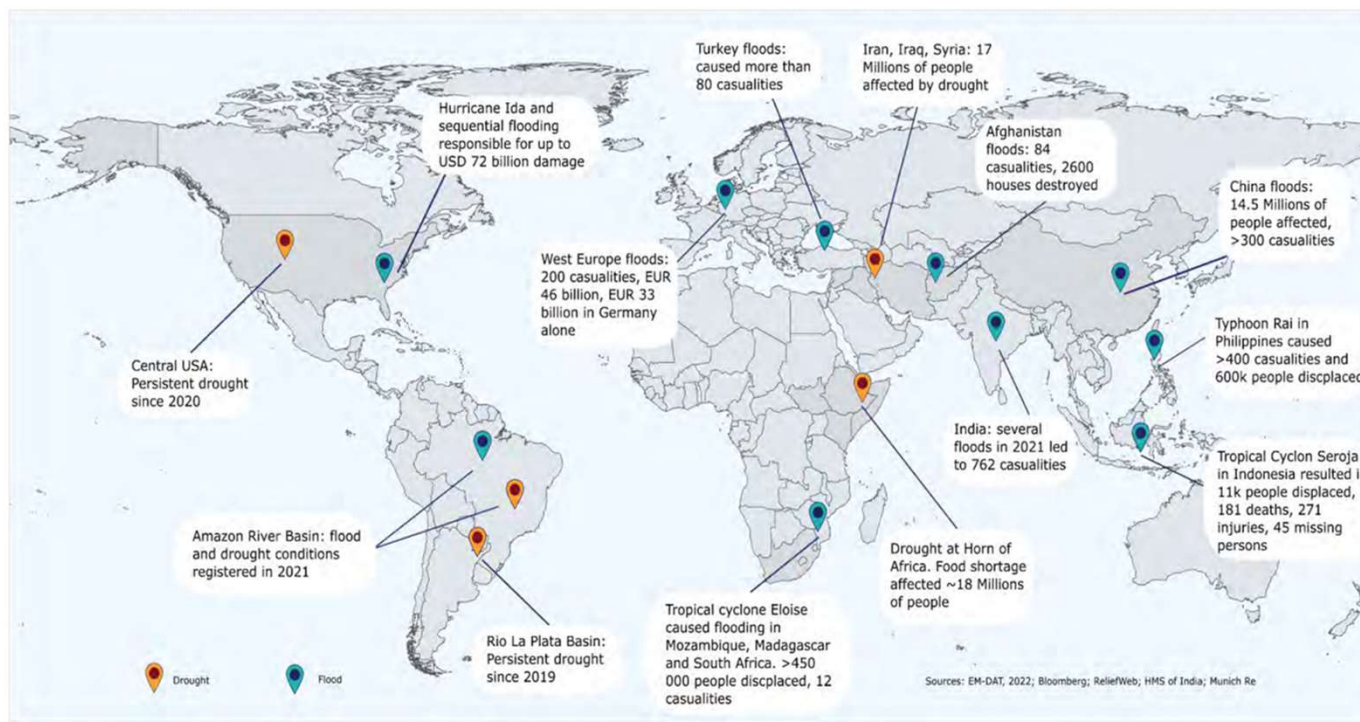 Turkey floods:
caused more than
80 casualities
Iran, Iraq, Syria: 17
Millions of people
affected by drought
Hurricane Ida and
sequential flooding
responsible for up to
USD 72 billion damage
Afghanistan
floods: 84
casualities, 2600
houses destroyed
China floods:
14.5 Millions of
people affected,
>300 casualities
West Europe floods:
200 casualities, EUR
46 billion, EUR 33
billion in Germany
alone
Typhoon Rai in
Philippines caused
>400 casualities and
600k people discplaced
Central USA:
Persistent drought
since 2020
India: several
floods in 2021 led
to 762 casualities
Tropical Cyclon Seroja
in Indonesia resulted i
11k people displaced,
181 deaths, 271
injuries, 45 missing
persons
Amazon River Basin: flood
and drought conditions
registered in 2021
Drought at Horn of
Africa. Food shortage
affected ~18 Millions
of people
Tropical cyclone Eloise
caused flooding in
Mozambique, Madagascar
and South Africa. >450
000 people discplaced, 12
casualities
Rio La Plata Basin:
Persistent drought
since 2019
Drought
Flood
Sources: EM-DAT, 2022; Bloomberg; ReliefWeb; HMS of India; Munich Re